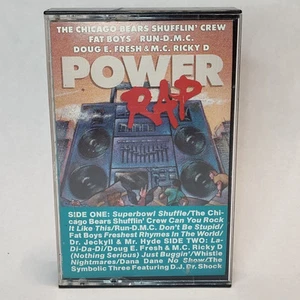 THE CHICAGO BEARS SHUFFLIN' CREW
FAT BOYS · RUN-D.M.C.
DOUG E. FRESH & M.C. RICKY D
POWER
RAP
SIDE ONE: Superbowl Shuffle/The Chi-
cago Bears Shufflin' Crew Can You Rock
It Like This/Run-D.M.C. Don't Be Stupid/
Fat Boys Freshest Rhymes In The World/
Dr. Jeckyll & Mr. Hyde SIDE TWO: La-
Di-Da-Di/Doug E. Fresh & M.C. Ricky D
(Nothing Serious) Just Buggin'/Whistle
Nightmares/Dana Dane No Show/The
Symbolic Three Featuring D.J. Dr. Shock